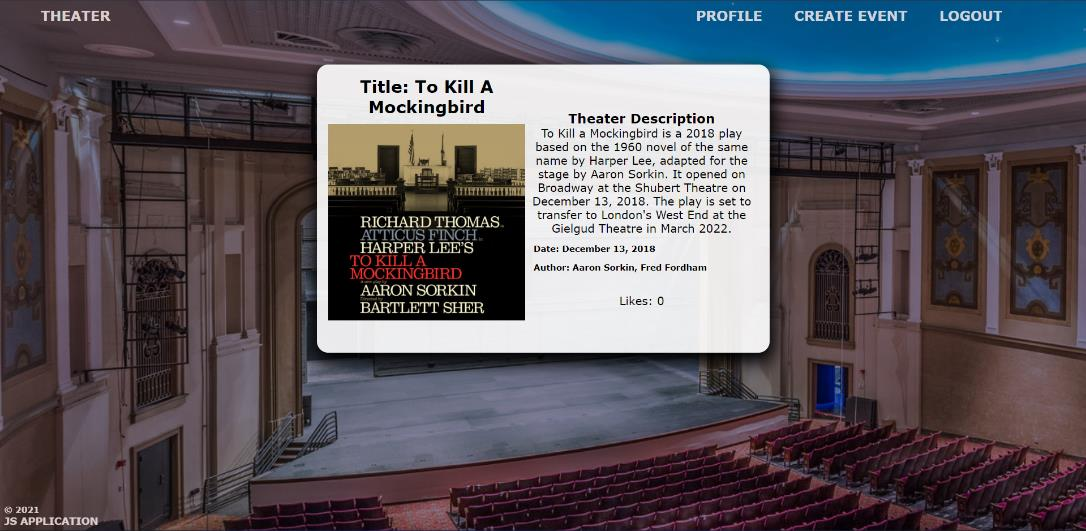 THEATER
PROFILE CREATE EVENT LOGOUT
Title: To Kill A
Mockingbird
RICHARD THOMAS
ATTICUS FINCH
HARPER LEE'S
TO KILL A
MOCKINGBIRD
AARON SORKIN
BARTLETT SHER
Theater Description
To Kill a Mockingbird is a 2018 play
based on the 1960 novel of the same
name by Harper Lee, adapted for the
stage by Aaron Sorkin. It opened on
Broadway at the Shubert Theatre on
December 13, 2018. The play is set to
transfer to London's West End at the
Gielgud Theatre in March 2022.
Date: December 13, 2018
Author: Aaron Sorkin, Fred Fordham
Likes: 0
© 2021
JS APPLICATION